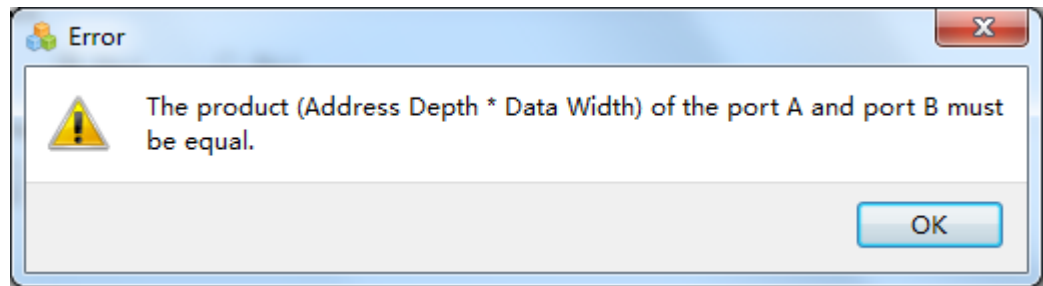 Error
The product (Address Depth * Data Width) of the port A and port B must
be equal.
OK